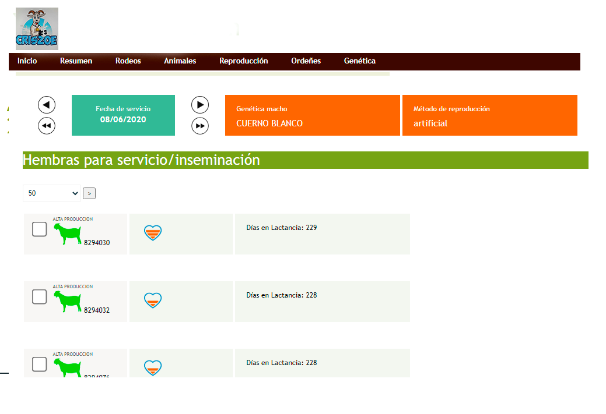 CRISZOE
Inicio Resumen Rodeos Animales Reproducción Ordeñes Genética
Fecha de servicio
08/06/2020
Genética macho
CUERNO BLANCO
Método de reproducción
artificial
Hembras para servicio/inseminación
50 >
ALTA PRODUCCION
8294030
Días en Lactancia: 229
ALTA PRODUCCION
8294032
Días en Lactancia: 228
ALTA PRODUCCION
Días en Lactancia: 228